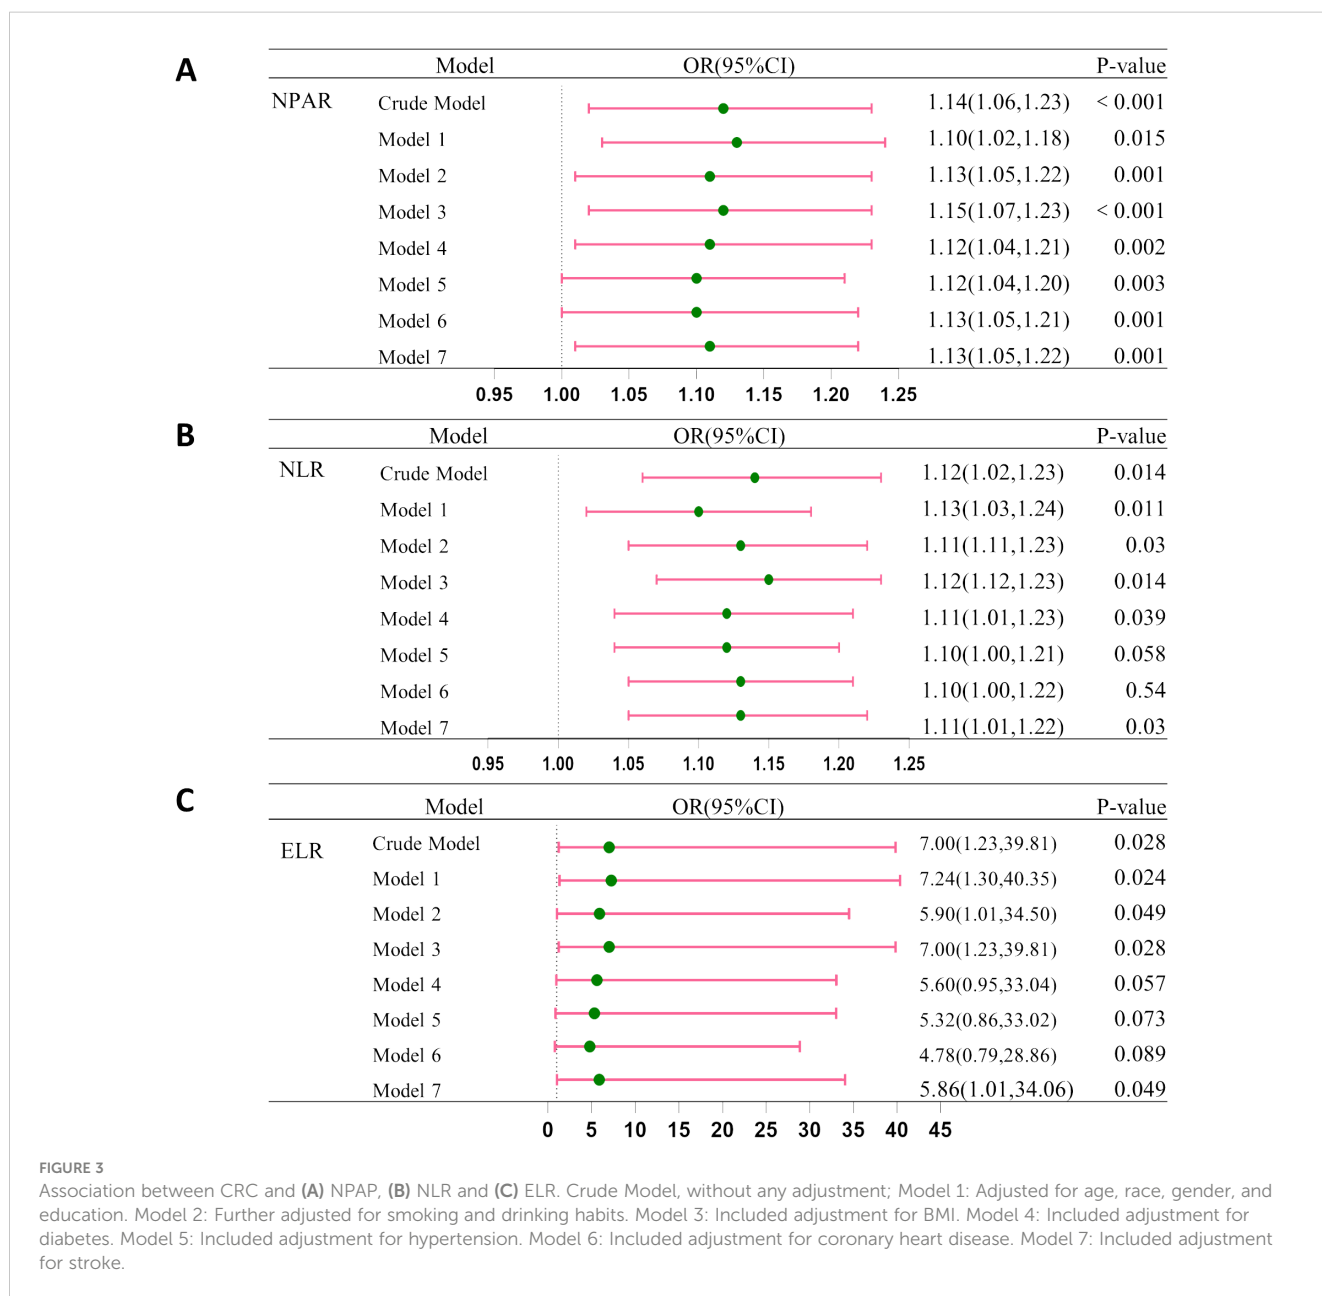 A
Model OR(95%CI) P-value
NPAR Crude Model 1.14(1.06,1.23) < 0.001
Model 1 1.10(1.02,1.18) 0.015
Model 2 1.13(1.05,1.22) 0.001
Model 3 1.15(1.07,1.23) < 0.001
Model 4 1.12(1.04,1.21) 0.002
Model 5 1.12(1.04,1.20) 0.003
Model 6 1.13(1.05,1.21) 0.001
Model 7 1.13(1.05,1.22) 0.001
0.95 1.00 1.05 1.10 1.15 1.20 1.25
B
Model OR(95%CI) P-value
NLR Crude Model 1.12(1.02,1.23) 0.014
Model 1 1.13(1.03,1.24) 0.011
Model 2 1.11(1.11,1.23) 0.03
Model 3 1.12(1.12,1.23) 0.014
Model 4 1.11(1.01,1.23) 0.039
Model 5 1.10(1.00,1.21) 0.058
Model 6 1.10(1.00,1.22) 0.54
Model 7 1.11(1.01,1.22) 0.03
0.95 1.00 1.05 1.10 1.15 1.20 1.25
C
Model OR(95%CI) P-value
ELR Crude Model 7.00(1.23,39.81) 0.028
Model 1 7.24(1.30,40.35) 0.024
Model 2 5.90(1.01,34.50) 0.049
Model 3 7.00(1.23,39.81) 0.028
Model 4 5.60(0.95,33.04) 0.057
Model 5 5.32(0.86,33.02) 0.073
Model 6 4.78(0.79,28.86) 0.089
Model 7 5.86(1.01,34.06) 0.049
0 5 10 15 20 25 30 35 40 45
FIGURE 3
Association between CRC and (A) NPAP, (B) NLR and (C) ELR. Crude Model, without any adjustment; Model 1: Adjusted for age, race, gender, and
education. Model 2: Further adjusted for smoking and drinking habits. Model 3: Included adjustment for BMI. Model 4: Included adjustment for
diabetes. Model 5: Included adjustment for hypertension. Model 6: Included adjustment for coronary heart disease. Model 7: Included adjustment
for stroke.